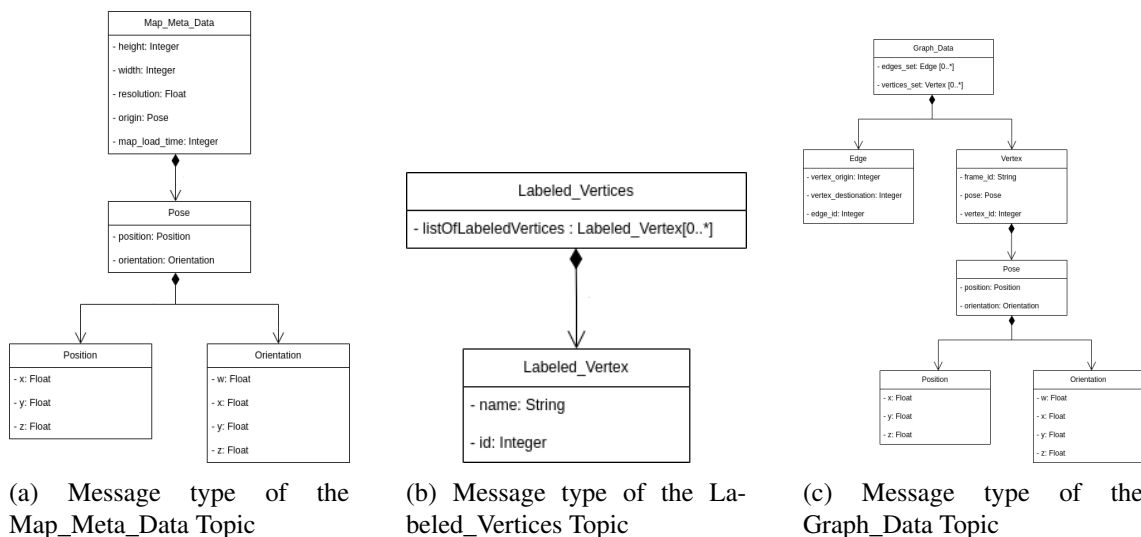 Map_Meta_Data
- height: Integer
- width: Integer
- resolution: Float
- origin: Pose
- map_load_time: Integer
Pose
- position: Position
- orientation: Orientation
Position
- x: Float
- y: Float
- z: Float
Orientation
- w: Float
- x: Float
- y: Float
- z: Float
(a) Message type of the
Map_Meta_Data Topic
Labeled_Vertices
- listOfLabeledVertices : Labeled_Vertex[0..*]
Labeled_Vertex
- name: String
- id: Integer
(b) Message type of the La-
beled_Vertices Topic
Graph_Data
- edges_set: Edge [0..*]
- vertices_set: Vertex [0..*]
Edge
- vertex_origin: Integer
- vertex_destionation: Integer
- edge_id: Integer
Vertex
- frame_id: String
- pose: Pose
- vertex_id: Integer
Pose
- position: Position
- orientation: Orientation
Position
- x: Float
- y: Float
- z: Float
Orientation
- w: Float
- x: Float
- y: Float
- z: Float
(c) Message type of the
Graph_Data Topic